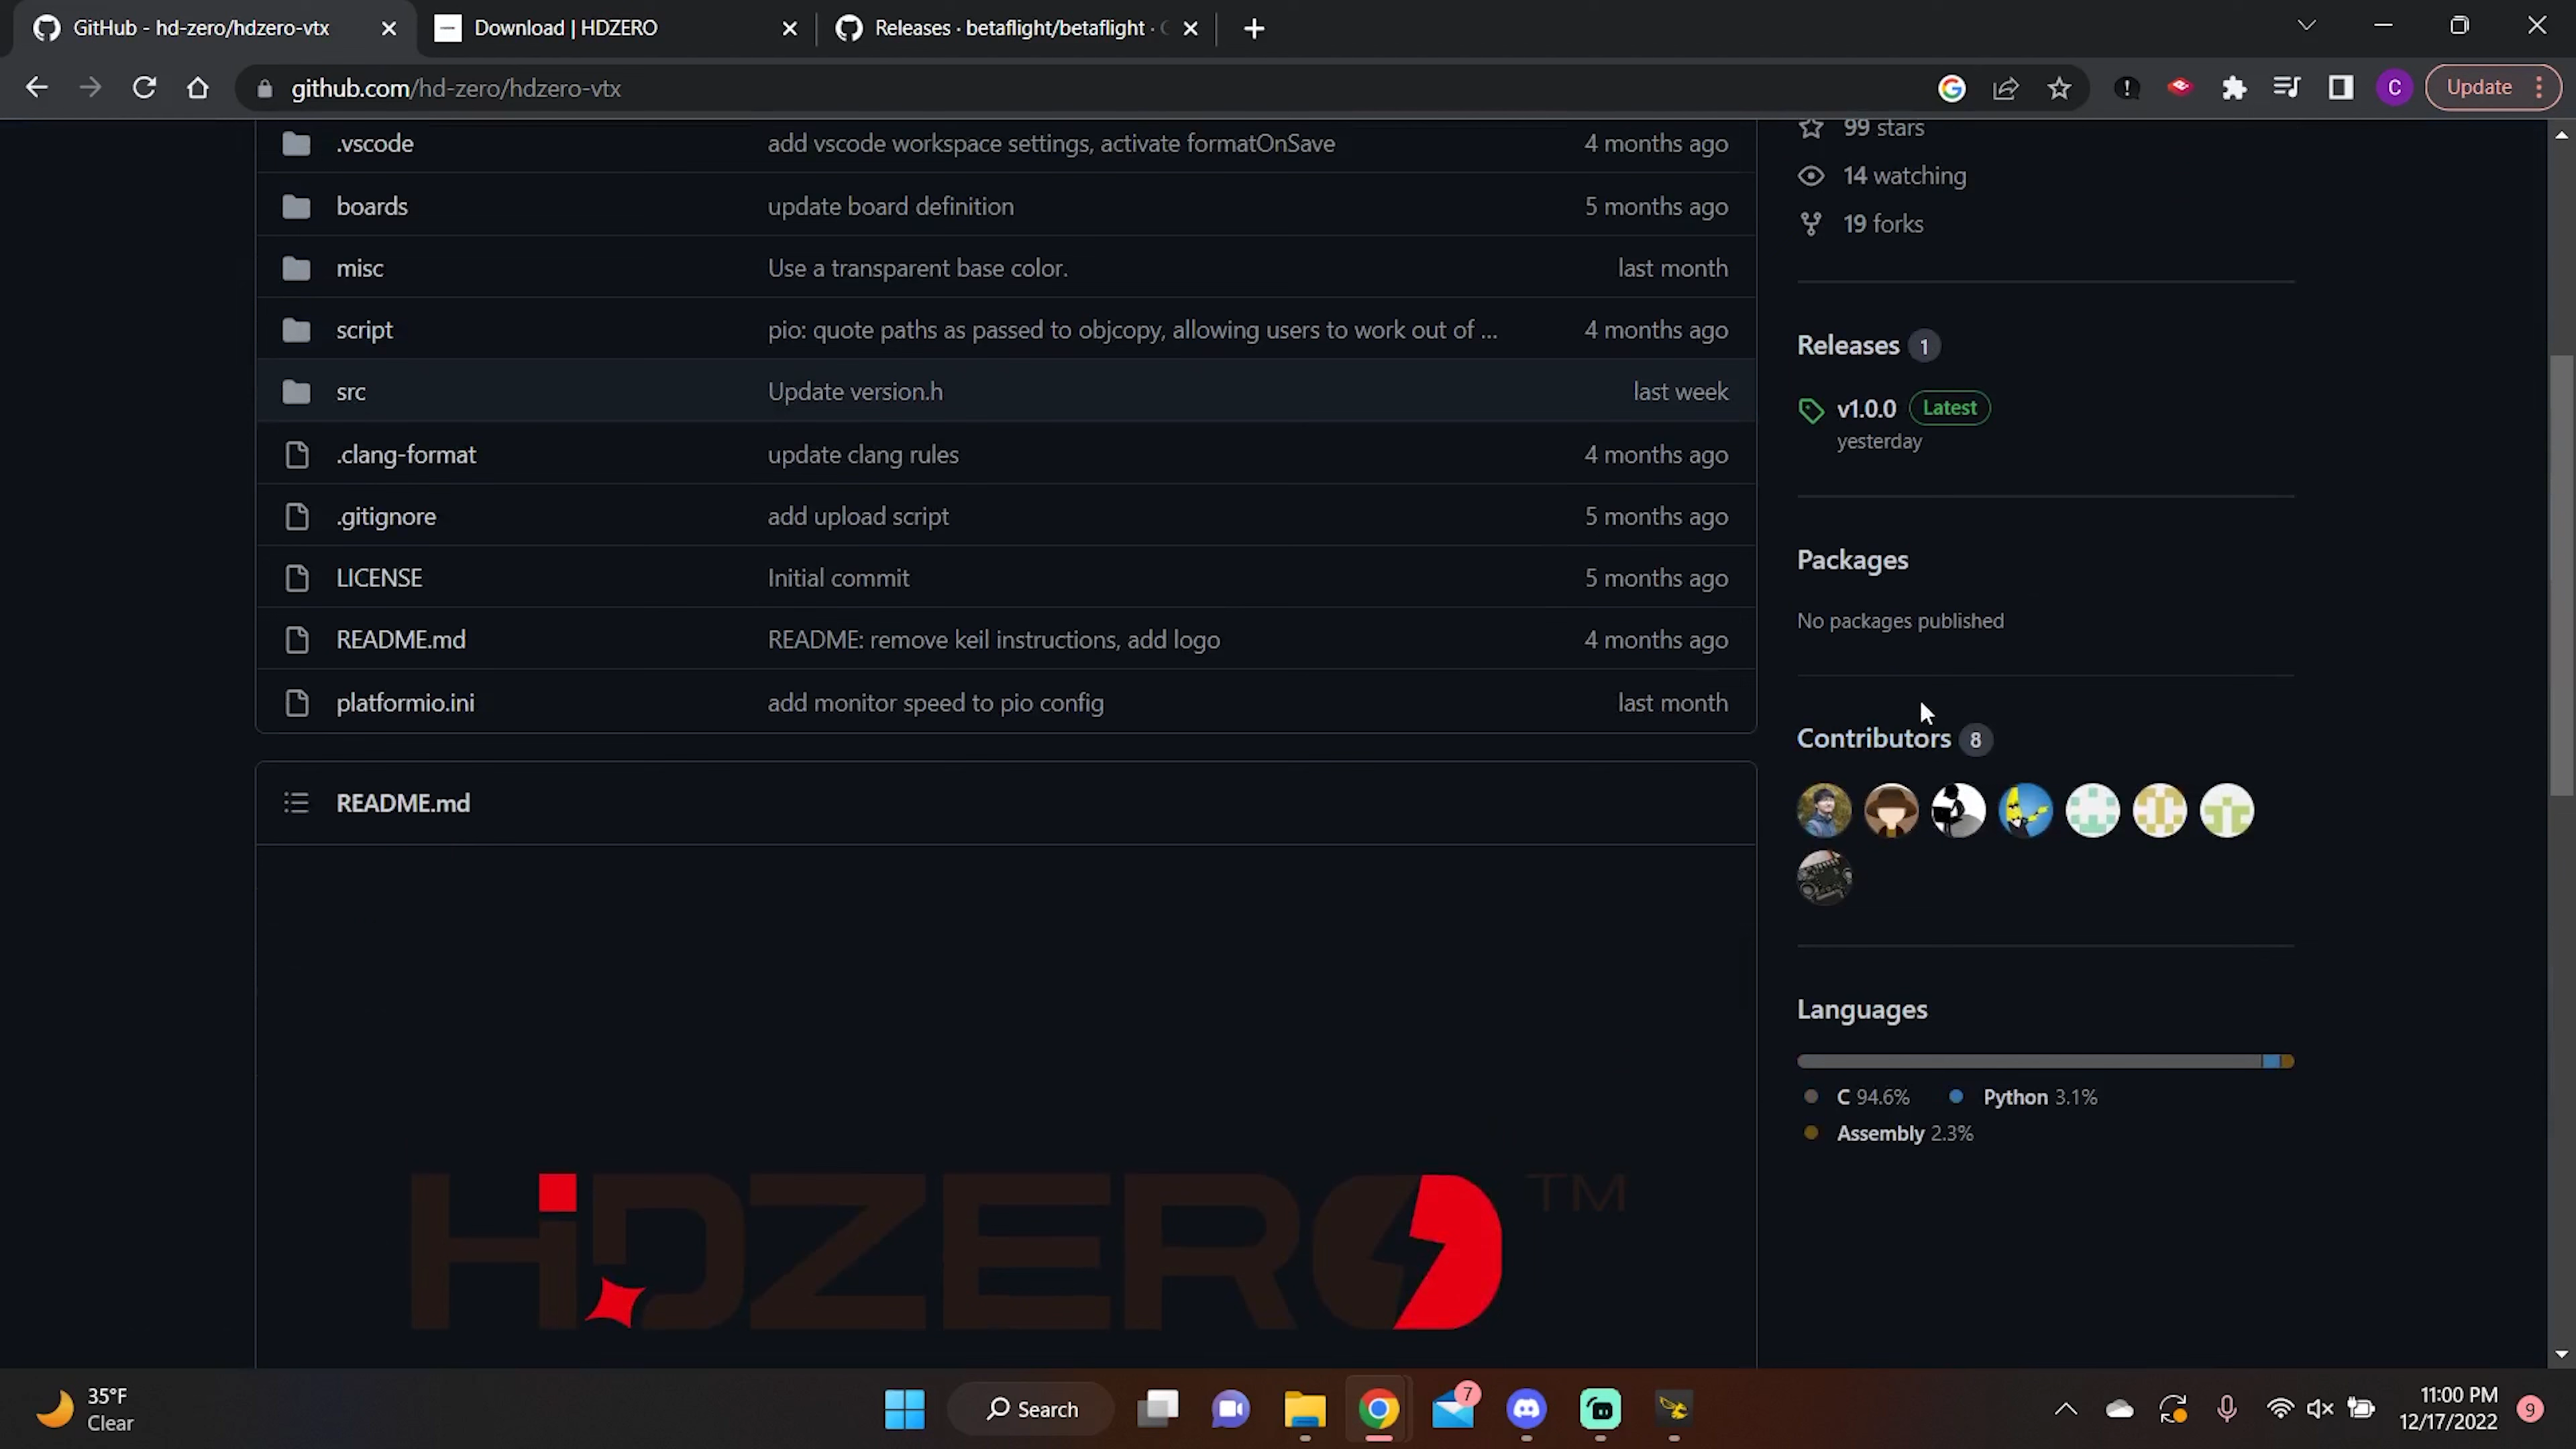 GitHub - hd-zero/hdzero-vtx
Download | HDZERO
Releases · betaflight/betaflight ·
github.com/hd-zero/hdzero-vtx
C
Update
.vscode add vscode workspace settings, activate formatOnSave 4 months ago
boards update board definition 5 months ago
misc Use a transparent base color. last month
script pio: quote paths as passed to objcopy, allowing users to work out of ... 4 months ago
src Update version.h last week
.clang-format update clang rules 4 months ago
.gitignore add upload script 5 months ago
LICENSE Initial commit 5 months ago
README.md README: remove keil instructions, add logo 4 months ago
platformio.ini add monitor speed to pio config last month
README.md
HDZERO TM
99 stars
14 watching
19 forks
Releases 1
v1.0.0 Latest
yesterday
Packages
No packages published
Contributors 8
Languages
C 94.6% Python 3.1%
Assembly 2.3%
35°F
Clear
Search
7
11:00 PM
12/17/2022
9